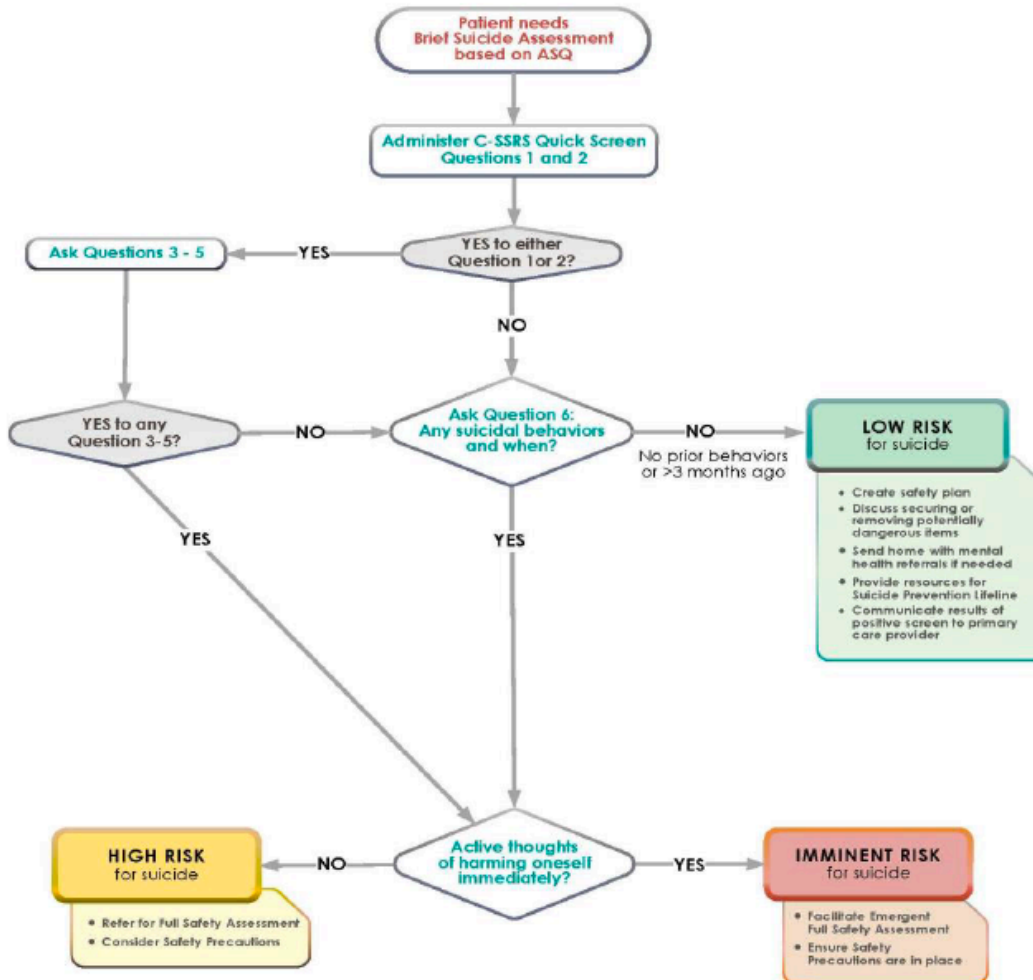 Patient needs
Brief Suicide Assessment
based on ASQ
Administer C-SSRS Quick Screen
Questions 1 and 2
YES to either
Question 1or 2?
YES
Ask Questions 3 - 5
NO
YES to any
Question 3-5?
NO
Ask Question 6:
Any suicidal behaviors
and when?
NO
No prior behaviors
or >3 months ago
LOW RISK
for suicide
• Create safety plan
• Discuss securing or
removing potentially
dangerous items
• Send home with mental
health referrals if needed
• Provide resources for
Suicide Prevention Lifeline
• Communicate results of
positive screen to primary
care provider
YES
YES
Active thoughts
of harming oneself
immediately?
NO
HIGH RISK
for suicide
• Refer for Full Safety Assessment
• Consider Safety Precautions
YES
IMMINENT RISK
for suicide
• Facilitate Emergent
Full Safety Assessment
• Ensure Safety
Precautions are in place